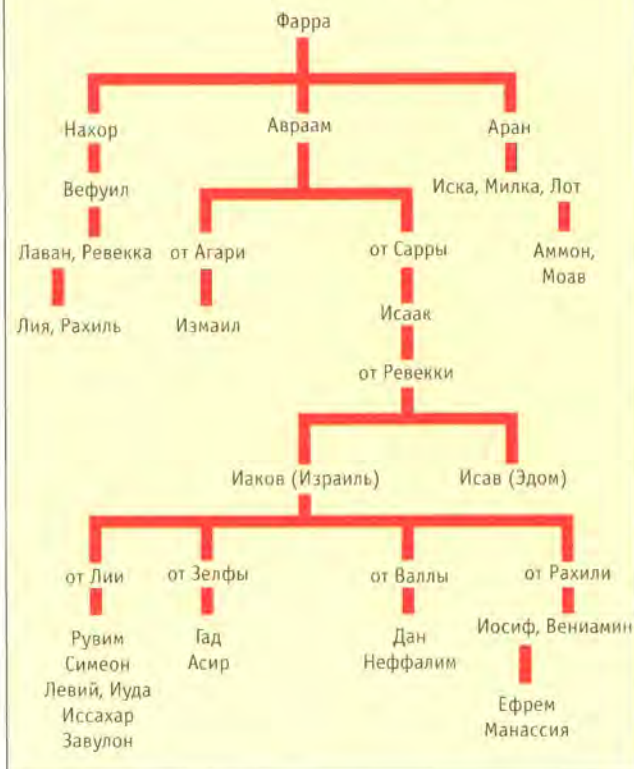 Фарра
Нахор
Авраам
Аран
Вефуил
Иска, Милка, Лот
Лаван, Ревекка
от Агари
от Сарры
Аммон,
Моав
Лия, Рахиль
Измаил
Исаак
от Ревекки
Иаков (Израиль)
Исав (Эдом)
от Лии
от Зелфы
от Валлы
от Рахили
Рувим
Симеон
Левий, Иуда
Иссахар
Завулон
Гад
Асир
Дан
Неффалим
Иосиф, Вениамин
Ефрем
Манассия